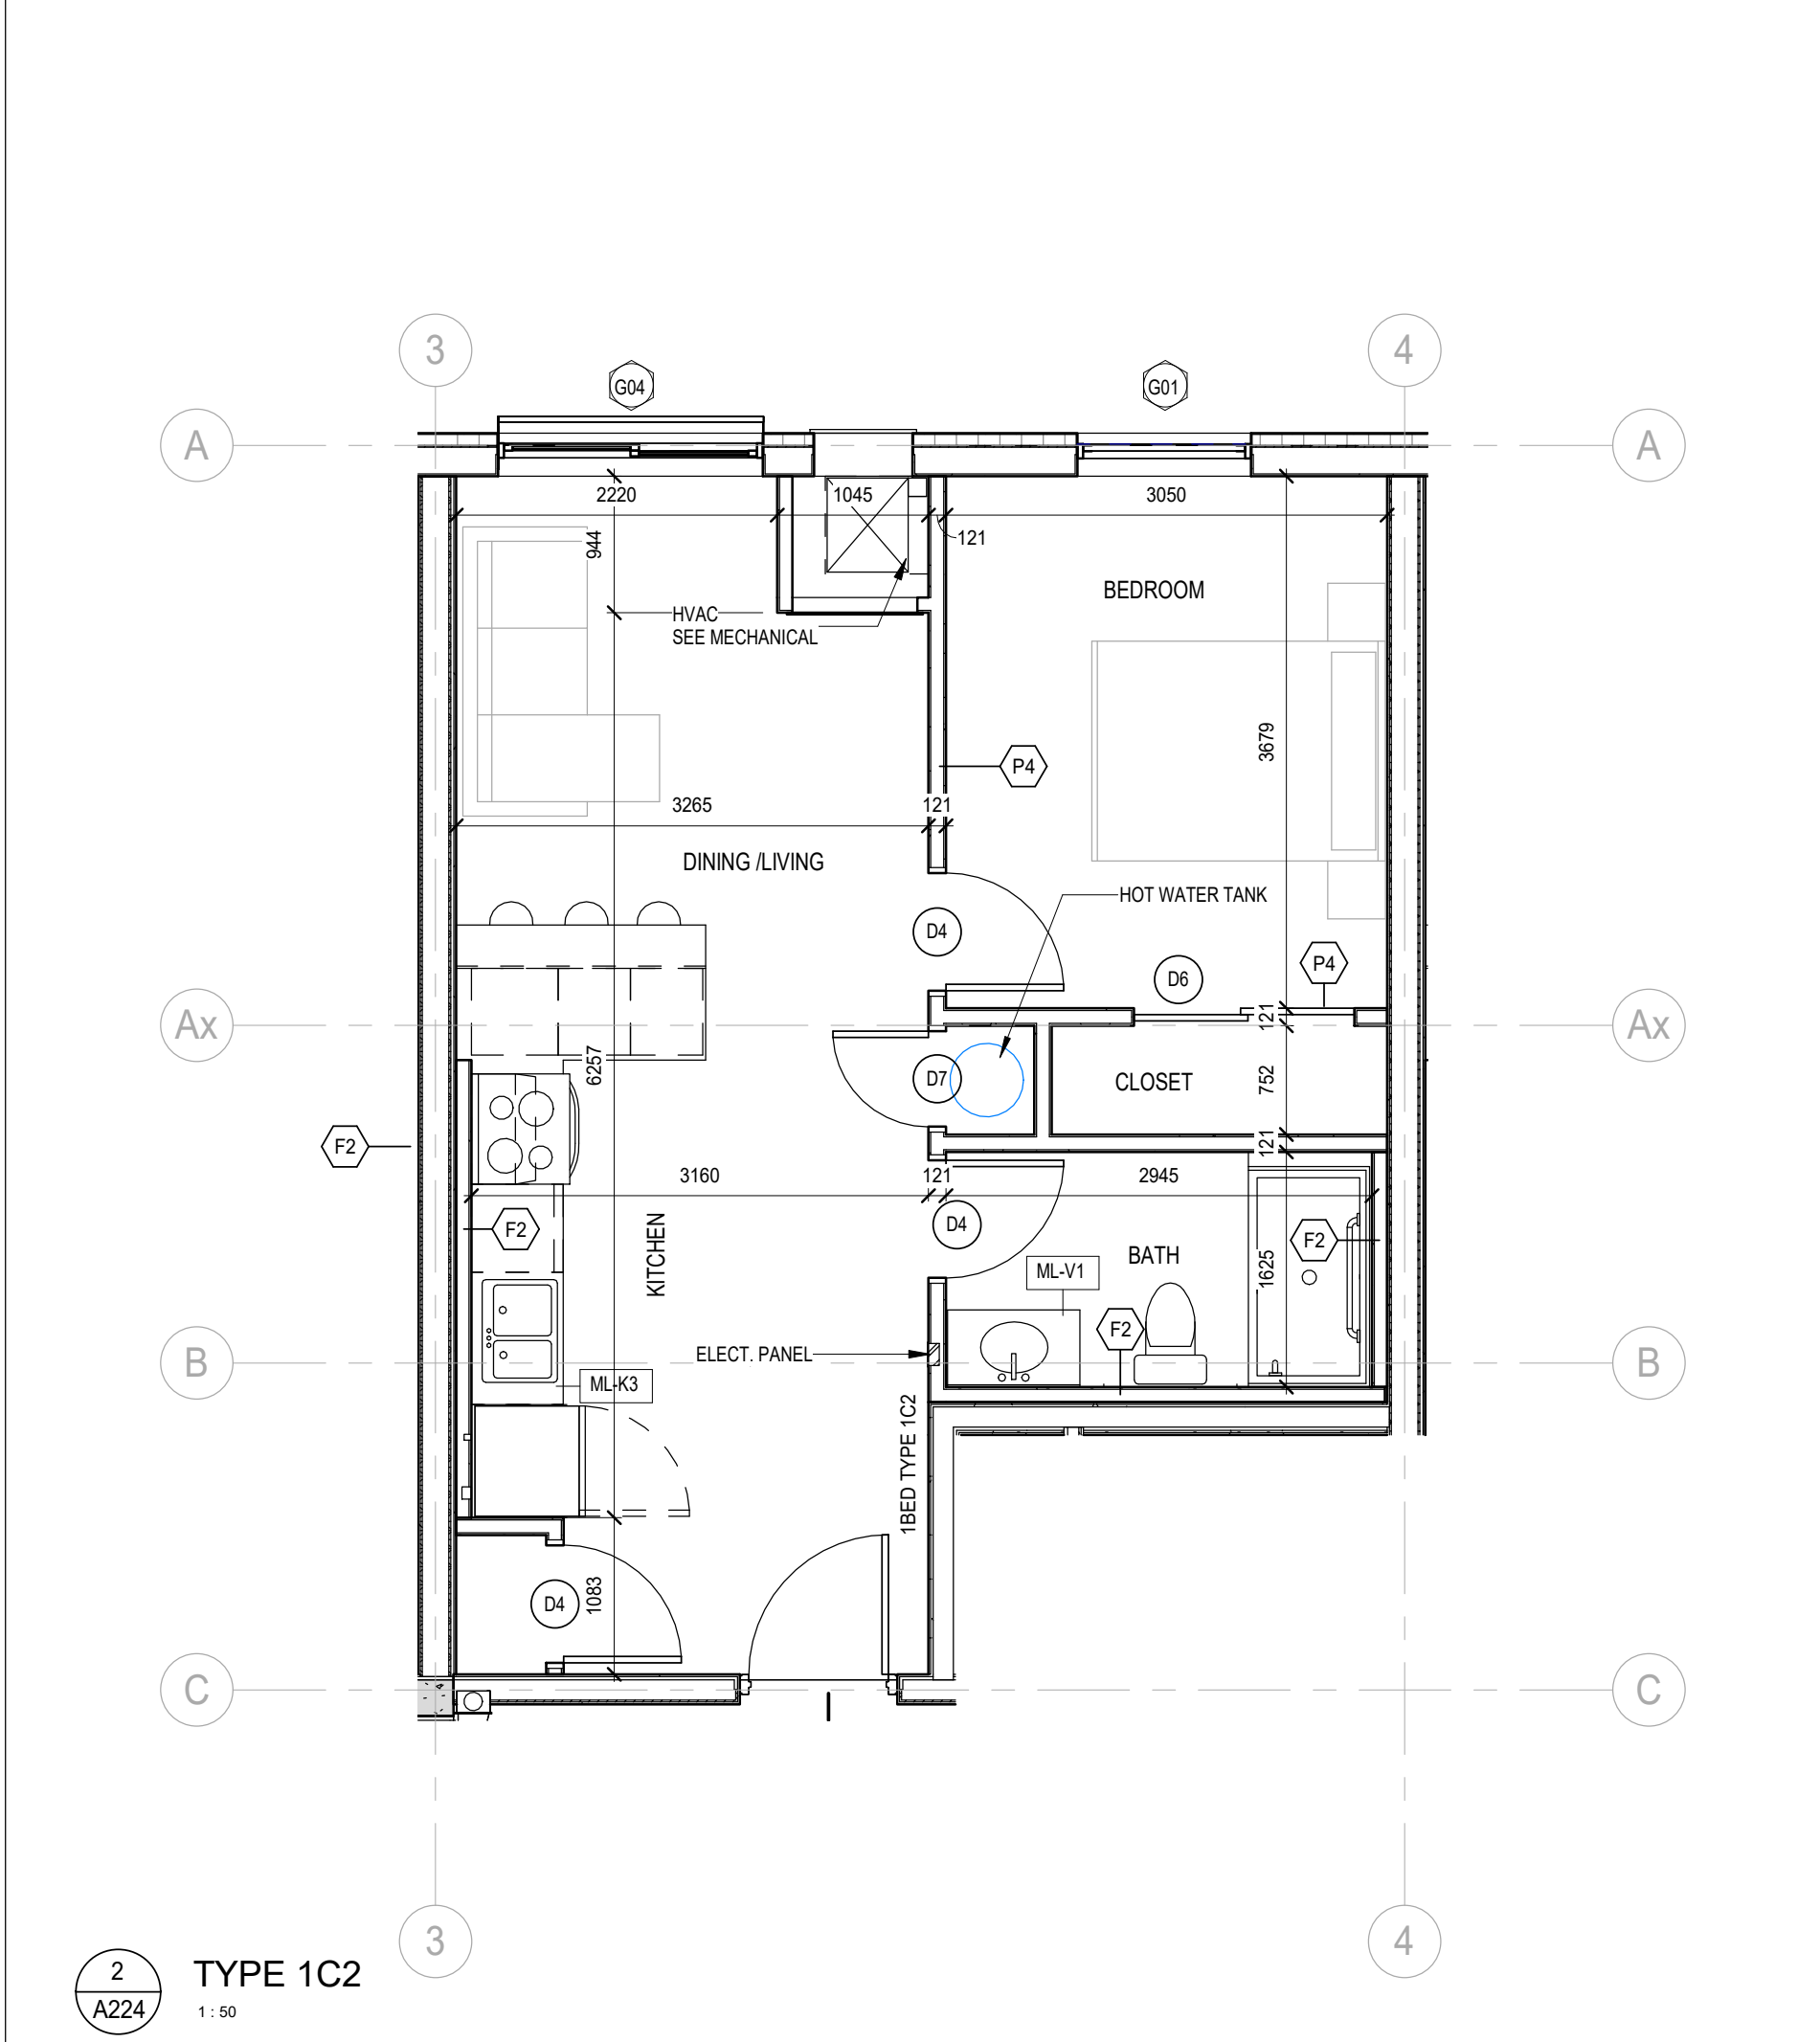 3
4
G04
G01
A
A
2220
1045
3050
944
121
BEDROOM
HVAC
SEE MECHANICAL
3679
P4
3265
121
DINING /LIVING
HOT WATER TANK
D4
P4
D6
Ax
121
Ax
6257
D7
CLOSET
752
F2
121
3160
121
2945
F2
KITCHEN
D4
F2
BATH
1625
ML-V1
F2
B
ELECT. PANEL
B
ML-K3
1BED TYPE 1C2
D4
1083
C
C
3
4
2
A224
TYPE 1C2
1 : 50